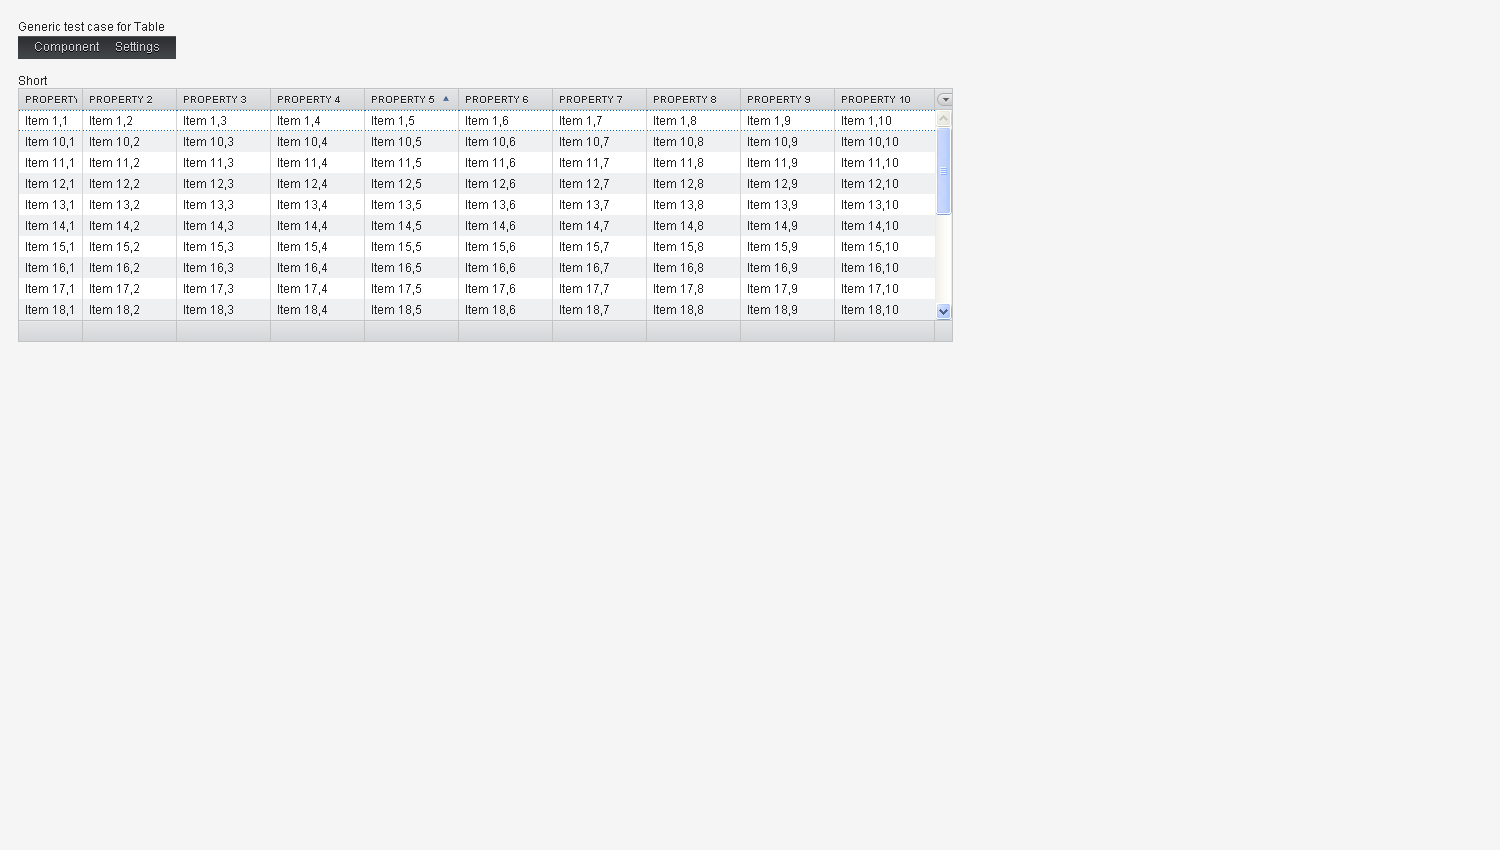 Generic test case for Table
Component Settings
Short
PROPERTY PROPERTY 2 PROPERTY 3 PROPERTY 4 PROPERTY 5 PROPERTY 6 PROPERTY 7 PROPERTY 8 PROPERTY 9 PROPERTY 10
Item 1,1 Item 1,2 Item 1,3 Item 1,4 Item 1,5 Item 1,6 Item 1,7 Item 1,8 Item 1,9 Item 1,10
Item 10,1 Item 10,2 Item 10,3 Item 10,4 Item 10,5 Item 10,6 Item 10,7 Item 10,8 Item 10,9 Item 10,10
Item 11,1 Item 11,2 Item 11,3 Item 11,4 Item 11,5 Item 11,6 Item 11,7 Item 11,8 Item 11,9 Item 11,10
Item 12,1 Item 12,2 Item 12,3 Item 12,4 Item 12,5 Item 12,6 Item 12,7 Item 12,8 Item 12,9 Item 12,10
Item 13,1 Item 13,2 Item 13,3 Item 13,4 Item 13,5 Item 13,6 Item 13,7 Item 13,8 Item 13,9 Item 13,10
Item 14,1 Item 14,2 Item 14,3 Item 14,4 Item 14,5 Item 14,6 Item 14,7 Item 14,8 Item 14,9 Item 14,10
Item 15,1 Item 15,2 Item 15,3 Item 15,4 Item 15,5 Item 15,6 Item 15,7 Item 15,8 Item 15,9 Item 15,10
Item 16,1 Item 16,2 Item 16,3 Item 16,4 Item 16,5 Item 16,6 Item 16,7 Item 16,8 Item 16,9 Item 16,10
Item 17,1 Item 17,2 Item 17,3 Item 17,4 Item 17,5 Item 17,6 Item 17,7 Item 17,8 Item 17,9 Item 17,10
Item 18,1 Item 18,2 Item 18,3 Item 18,4 Item 18,5 Item 18,6 Item 18,7 Item 18,8 Item 18,9 Item 18,10